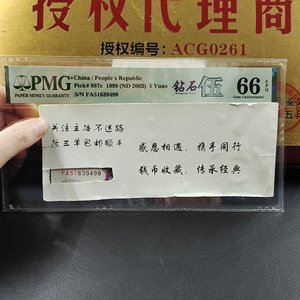 授权代理商
授权编号: ACG0261
PMG
PAPER MONEY GUARANTY
China / People's Republic
Pick# 897c 1999 (ND 2002) 5 Yuan
S/N FA51639499
钻石伍
66 EPQ
Gem Uncirculated
关注主播不迷路
新三单包邮顺丰
感恩相遇，携手同行
钱币收藏，传承经典
FA51639499